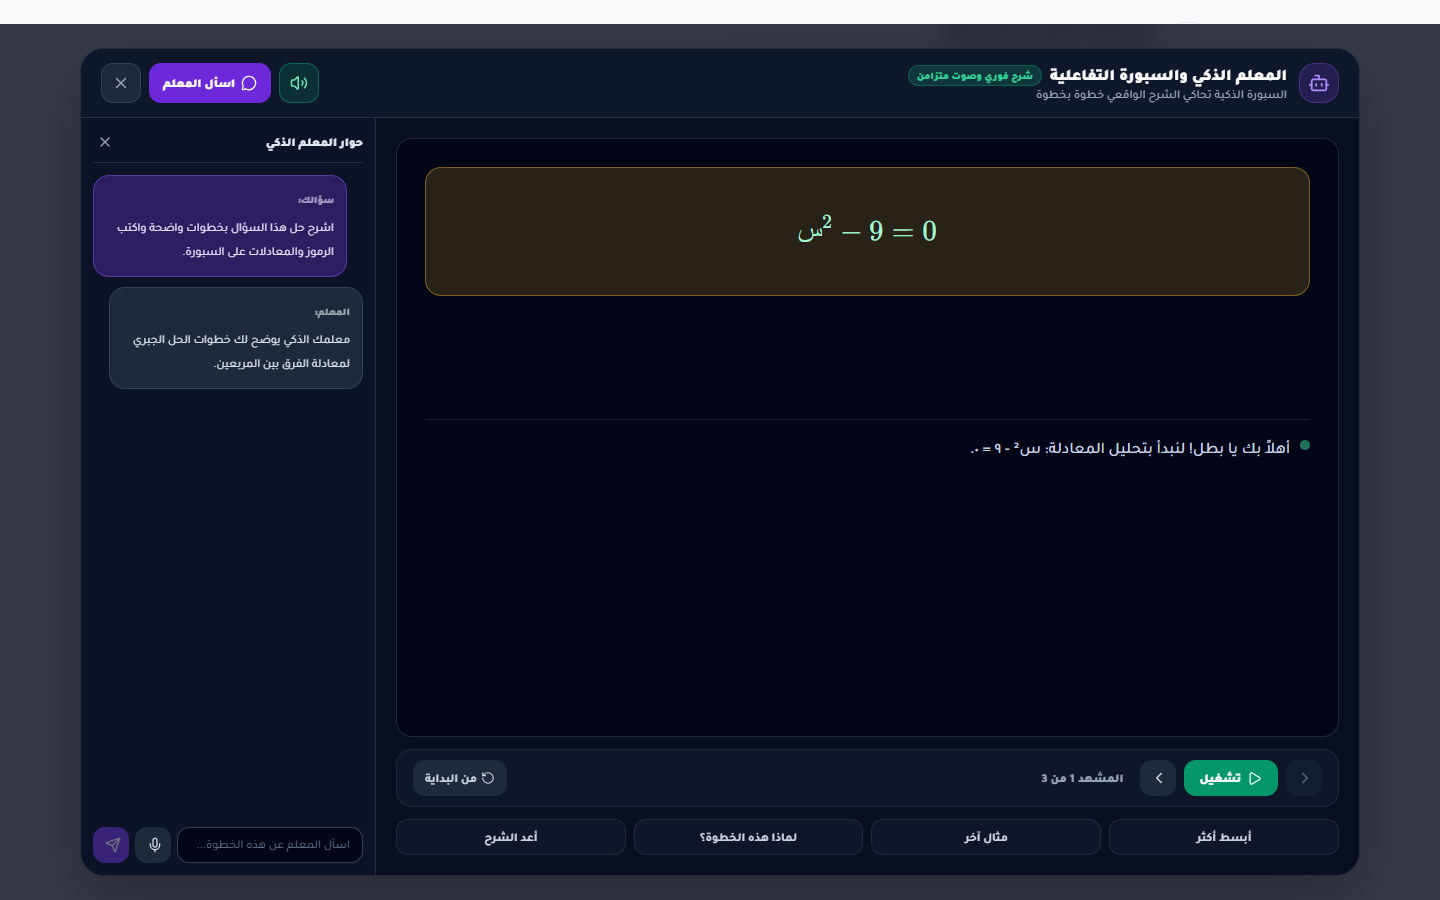 المعلم الذكي والسبورة التفاعلية
شرح فوري وصوت متزامن
السبورة الذكية تحاكي الشرح الواقعي خطوة بخطوة
اسأل المعلم
س² − 9 = 0
أهلاً بك يا بطل! لنبدأ بتحليل المعادلة: س² - ٩ = ٠.
تشغيل
المشهد 1 من 3
من البداية
أبسط أكثر
مثال آخر
لماذا هذه الخطوة؟
أعد الشرح
حوار المعلم الذكي
سؤالك:
اشرح حل هذا السؤال بخطوات واضحة واكتب
الرموز والمعادلات على السبورة.
المعلم:
معلمك الذكي يوضح لك خطوات الحل الجبري
لمعادلة الفرق بين المربعين.
اسأل المعلم عن هذه الخطوة...